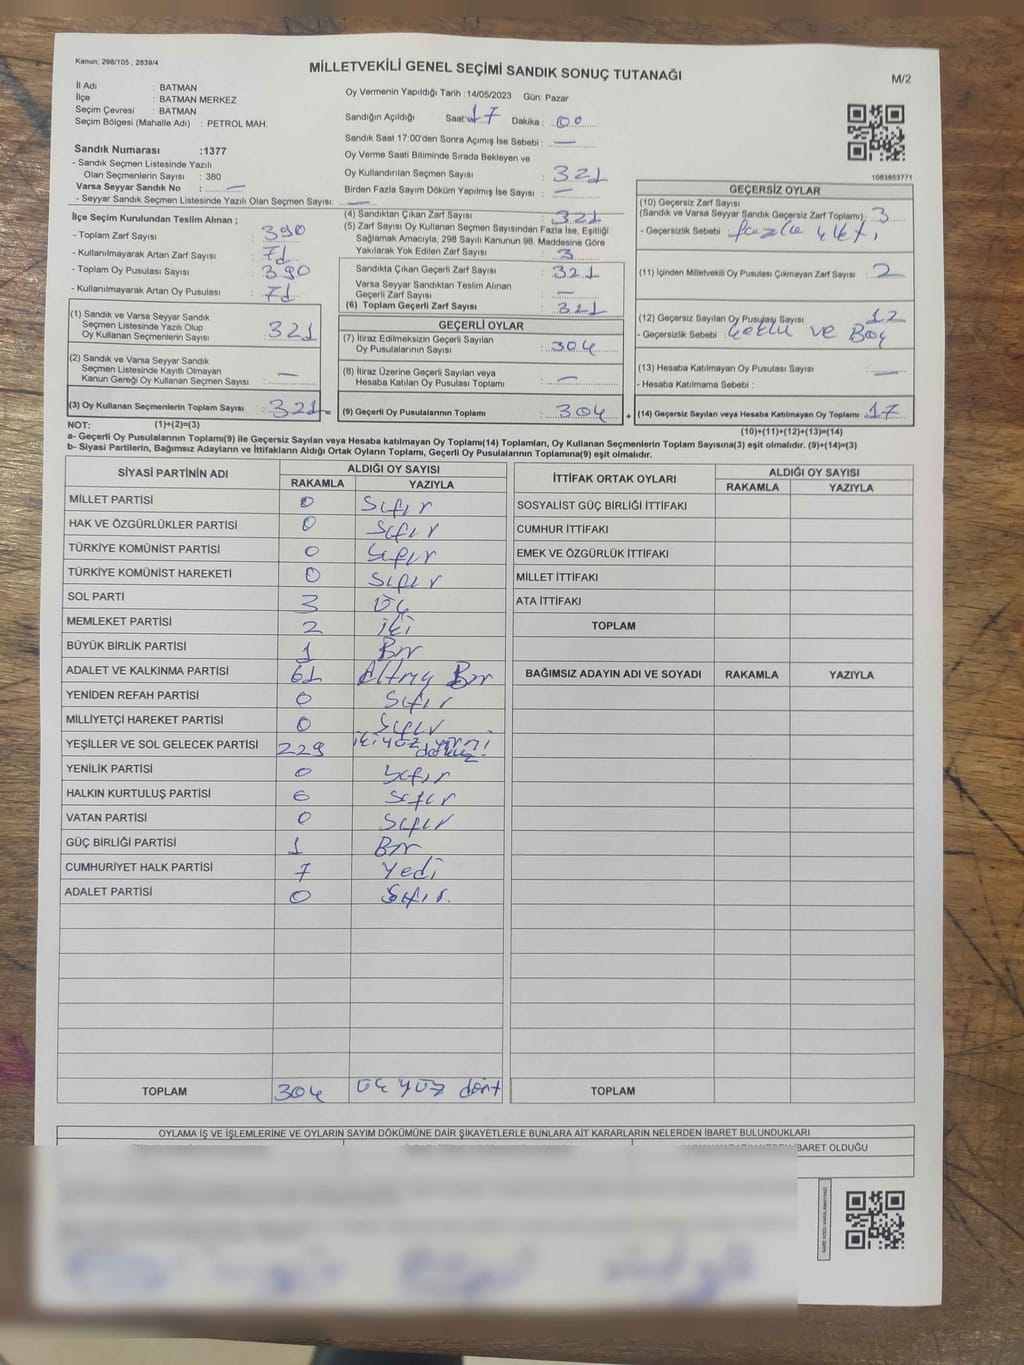 Kanun; 298/105 , 2839/4
MİLLETVEKİLİ GENEL SEÇİMİ SANDIK SONUÇ TUTANAĞI
M/2
İl Adı : BATMAN
İlçe : BATMAN MERKEZ
Seçim Çevresi : BATMAN
Seçim Bölgesi (Mahalle Adı) : PETROL MAH.
Sandık Numarası :1377
- Sandık Seçmen Listesinde Yazılı
Olan Seçmenlerin Sayısı : 380
Varsa Seyyar Sandık No : —
- Seyyar Sandık Seçmen Listesinde Yazılı Olan Seçmen Sayısı: —
Oy Vermenin Yapıldığı Tarih :14/05/2023 Gün: Pazar
Sandığın Açıldığı Saat: 17 Dakika : 00
Sandık Saat 17:00'den Sonra Açımış İse Sebebi : —
Oy Verme Saati Bitiminde Sırada Bekleyen ve
Oy Kullandırılan Seçmen Sayısı : 321
Birden Fazla Sayım Döküm Yapılmış İse Sayısı : —
1083653771
İlçe Seçim Kurulundan Teslim Alınan ;
- Toplam Zarf Sayısı : 390
- Kullanılmayarak Artan Zarf Sayısı : 71
- Toplam Oy Pusulası Sayısı : 390
- Kullanılmayarak Artan Oy Pusulası : 71
(1) Sandık ve Varsa Seyyar Sandık
Seçmen Listesinde Yazılı Olup
Oy Kullanan Seçmenlerin Sayısı : 321
(2) Sandık ve Varsa Seyyar Sandık
Seçmen Listesinde Kayıtlı Olmayan
Kanun Gereği Oy Kullanan Seçmen Sayısı : —
(3) Oy Kullanan Seçmenlerin Toplam Sayısı : 321
(4) Sandıktan Çıkan Zarf Sayısı : 321
(5) Zarf Sayısı Oy Kullanan Seçmen Sayısından Fazla İse, Eşitliği
Sağlamak Amacıyla; 298 Sayılı Kanunun 98. Maddesine Göre
Yakılarak Yok Edilen Zarf Sayısı : 3
Sandıkta Çıkan Geçerli Zarf Sayısı : 321
Varsa Seyyar Sandıktan Teslim Alınan
Geçerli Zarf Sayısı : —
(6) Toplam Geçerli Zarf Sayısı : 321
GEÇERLİ OYLAR
(7) İtiraz Edilmeksizin Geçerli Sayılan
Oy Pusulalarının Sayısı : 304
(8) İtiraz Üzerine Geçerli Sayılan veya
Hesaba Katılan Oy Pusulası Toplamı : —
(9) Geçerli Oy Pusulalarının Toplamı : 304
GEÇERSİZ OYLAR
(10) Geçersiz Zarf Sayısı
(Sandık ve Varsa Seyyar Sandık Geçersiz Zarf Toplamı) : 3
- Geçersizlik Sebebi : fazla çıktı
(11) İçinden Milletvekili Oy Pusulası Çıkmayan Zarf Sayısı : 2
(12) Geçersiz Sayılan Oy Pusulası Sayısı : 12
- Geçersizlik Sebebi : ve Boş
(13) Hesaba Katılmayan Oy Pusulası Sayısı : —
- Hesaba Katılmama Sebebi :
+ (14) Geçersiz Sayılan veya Hesaba Katılmayan Oy Toplamı : 17
NOT: (1)+(2)=(3)
(10)+(11)+(12)+(13)=(14)
a- Geçerli Oy Pusulalarının Toplamı(9) ile Geçersiz Sayılan veya Hesaba katılmayan Oy Toplamı(14) Toplamları, Oy Kullanan Seçmenlerin Toplam Sayısına(3) eşit olmalıdır. (9)+(14)=(3)
b- Siyasi Partilerin, Bağımsız Adayların ve İttifakların Aldığı Ortak Oyların Toplamı, Geçerli Oy Pusulalarının Toplamına(9) eşit olmalıdır.
SİYASİ PARTİNİN ADI ALDIĞI OY SAYISI
RAKAMLA YAZIYLA
MİLLET PARTİSİ 0 Sıfır
HAK VE ÖZGÜRLÜKLER PARTİSİ 0 Sıfır
TÜRKİYE KOMÜNİST PARTİSİ 0 Sıfır
TÜRKİYE KOMÜNİST HAREKETİ 0 Sıfır
SOL PARTİ 3 Üç
MEMLEKET PARTİSİ 2 iki
BÜYÜK BİRLİK PARTİSİ 1 Bir
ADALET VE KALKINMA PARTİSİ 61 Altmış Bir
YENİDEN REFAH PARTİSİ 0 Sıfır
MİLLİYETÇİ HAREKET PARTİSİ 0 Sıfır
YEŞİLLER VE SOL GELECEK PARTİSİ 229 iki yüz yirmi dokuz
YENİLİK PARTİSİ 0 Sıfır
HALKIN KURTULUŞ PARTİSİ 0 Sıfır
VATAN PARTİSİ 0 Sıfır
GÜÇ BİRLİĞİ PARTİSİ 1 Bir
CUMHURİYET HALK PARTİSİ 7 Yedi
ADALET PARTİSİ 0 Sıfır.
TOPLAM 304 Üç yüz dört
İTTİFAK ORTAK OYLARI ALDIĞI OY SAYISI
RAKAMLA YAZIYLA
SOSYALİST GÜÇ BİRLİĞİ İTTİFAKI
CUMHUR İTTİFAKI
EMEK VE ÖZGÜRLÜK İTTİFAKI
MİLLET İTTİFAKI
ATA İTTİFAKI
TOPLAM
BAĞIMSIZ ADAYIN ADI VE SOYADI RAKAMLA YAZIYLA
TOPLAM
OYLAMA İŞ VE İŞLEMLERİNE VE OYLARIN SAYIM DÖKÜMÜNE DAİR ŞİKAYETLERLE BUNLARA AİT KARARLARIN NELERDEN İBARET BULUNDUKLARI
İBARET OLDUĞU